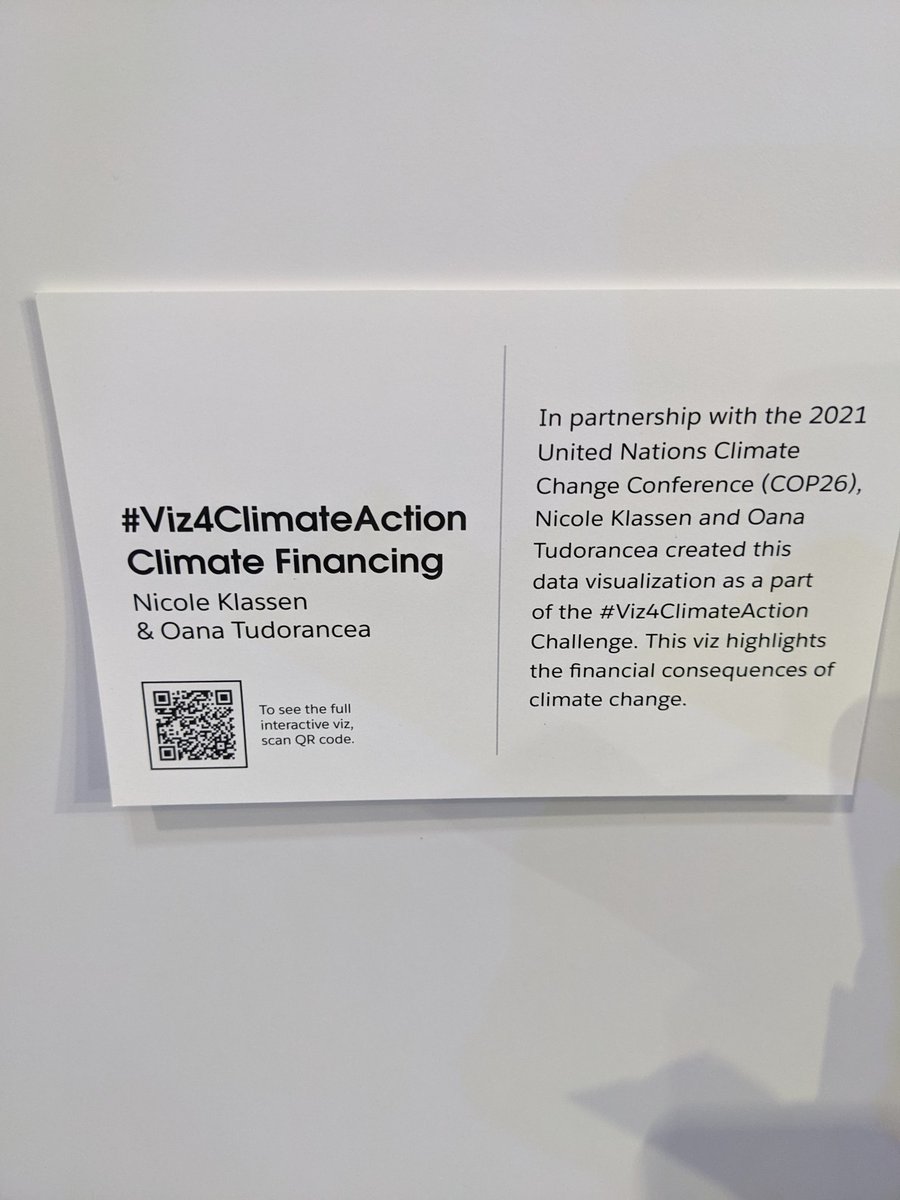 #Viz4ClimateAction
Climate Financing
Nicole Klassen
& Oana Tudorancea
To see the full
interactive viz,
scan QR code.
In partnership with the 2021
United Nations Climate
Change Conference (COP26),
Nicole Klassen and Oana
Tudorancea created this
data visualization as a part
of the #Viz4ClimateAction
Challenge. This viz highlights
the financial consequences of
climate change.